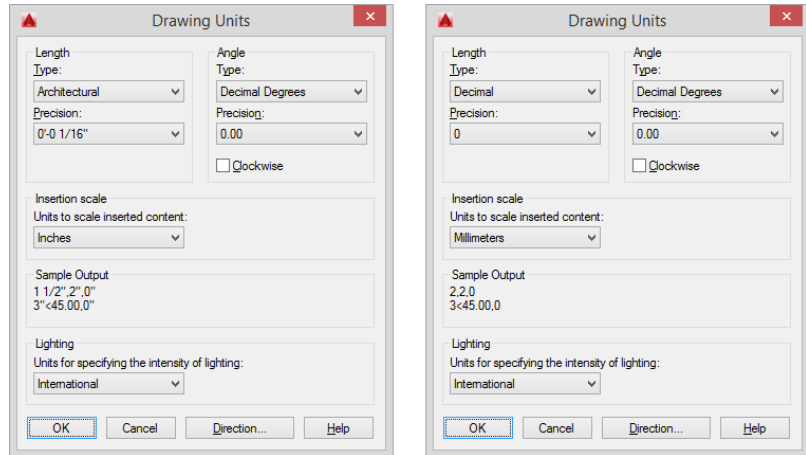 Drawing Units
Length
Type:
Architectural
Precision:
0'-0 1/16"
Angle
Type:
Decimal Degrees
Precision:
0.00
Clockwise
Insertion scale
Units to scale inserted content:
Inches
Sample Output
1 1/2",2",0"
3"<45.00,0"
Lighting
Units for specifying the intensity of lighting:
International
OK Cancel Direction... Help
Drawing Units
Length
Type:
Decimal
Precision:
0
Angle
Type:
Decimal Degrees
Precision:
0.00
Clockwise
Insertion scale
Units to scale inserted content:
Millimeters
Sample Output
2,2,0
3<45.00,0
Lighting
Units for specifying the intensity of lighting:
International
OK Cancel Direction... Help